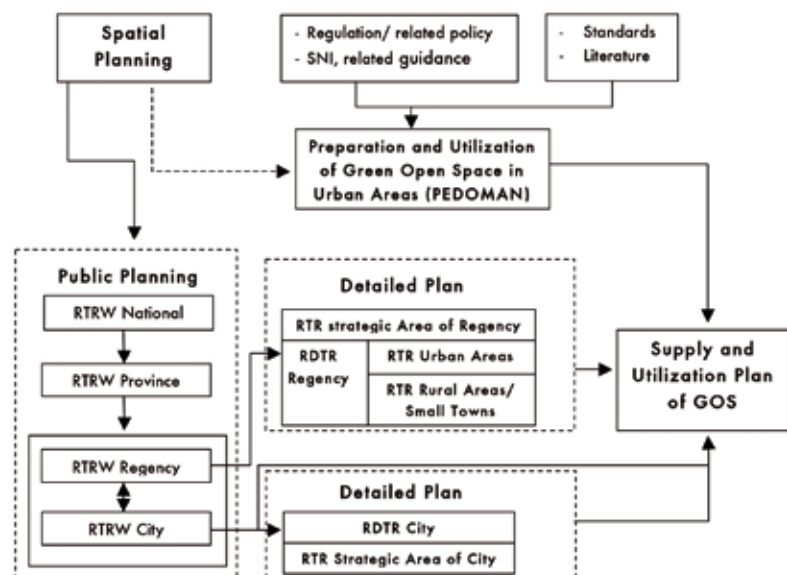 Spatial
Planning
- Regulation/ related policy
- SNI, related guidance
- Standards
- Literature
Preparation and Utilization
of Green Open Space in
Urban Areas (PEDOMAN)
Public Planning
RTRW National
RTRW Province
RTRW Regency
RTRW City
Detailed Plan
RTR strategic Area of Regency
RDTR
Regency
RTR Urban Areas
RTR Rural Areas/
Small Towns
Detailed Plan
RDTR City
RTR Strategic Area of City
Supply and
Utilization Plan
of GOS